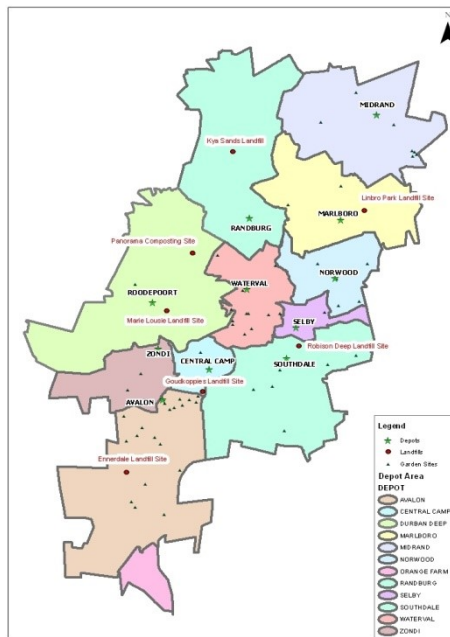 N
MIDRAND
Kya Sands Landfill
Linbro Park Landfill Site
MARLBORO
RANDBURG
Panorama Composting Site
NORWOOD
WATERVAL
ROODEPOORT
Marie Lousie Landfill Site
SELBY
Robison Deep Landfill Site
ZONDI
CENTRAL CAMP
SOUTHDALE
Goudkoppies Landfill Site
AVALON
Ennerdale Landfill Site
Legend
Depots
Landfills
Garden Sites
Depot Area
DEPOT
AVALON
CENTRAL CAMP
DURBAN DEEP
MARLBORO
MIDRAND
NORWOOD
ORANGE FARM
RANDBURG
SELBY
SOUTHDALE
WATERVAL
ZONDI